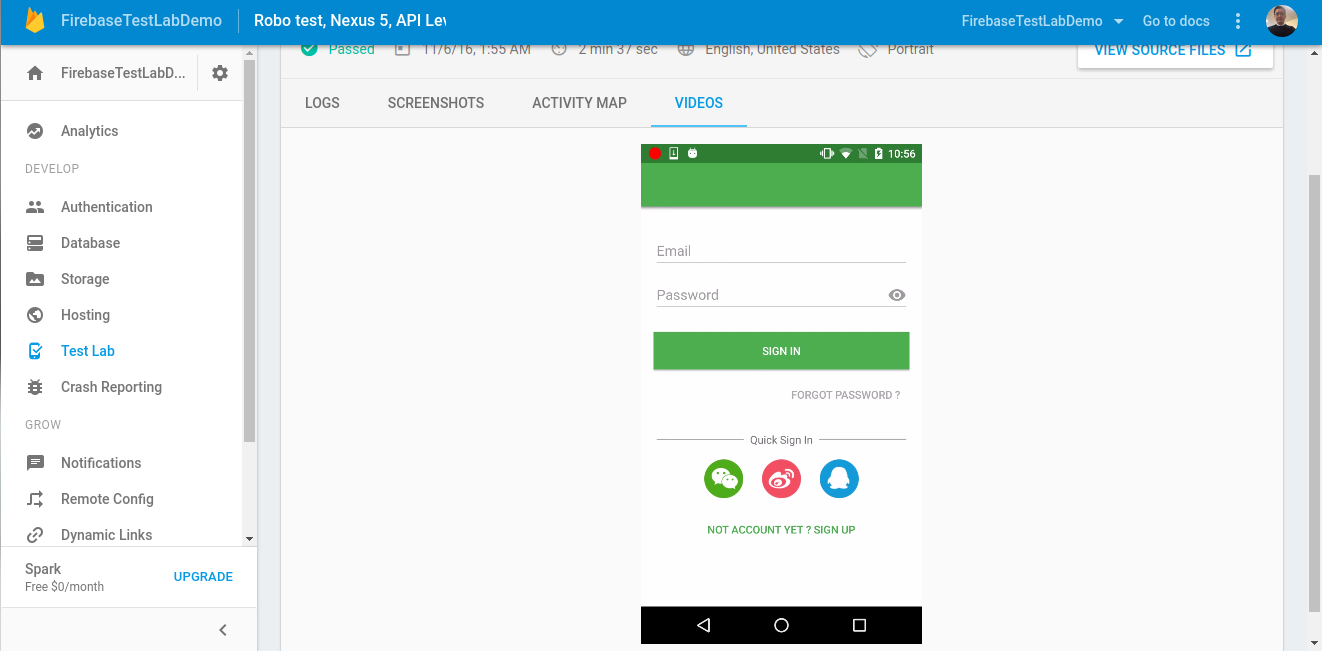 FirebaseTestLabDemo
Robo test, Nexus 5, API Lev
FirebaseTestLabDemo
Go to docs
FirebaseTestLabD...
Analytics
DEVELOP
Authentication
Database
Storage
Hosting
Test Lab
Crash Reporting
GROW
Notifications
Remote Config
Dynamic Links
Spark
Free $0/month
UPGRADE
Passed
11/6/16, 1:55 AM
2 min 37 sec
English, United States
Portrait
VIEW SOURCE FILES
LOGS
SCREENSHOTS
ACTIVITY MAP
VIDEOS
10:56
Email
Password
SIGN IN
FORGOT PASSWORD ?
Quick Sign In
NOT ACCOUNT YET ? SIGN UP